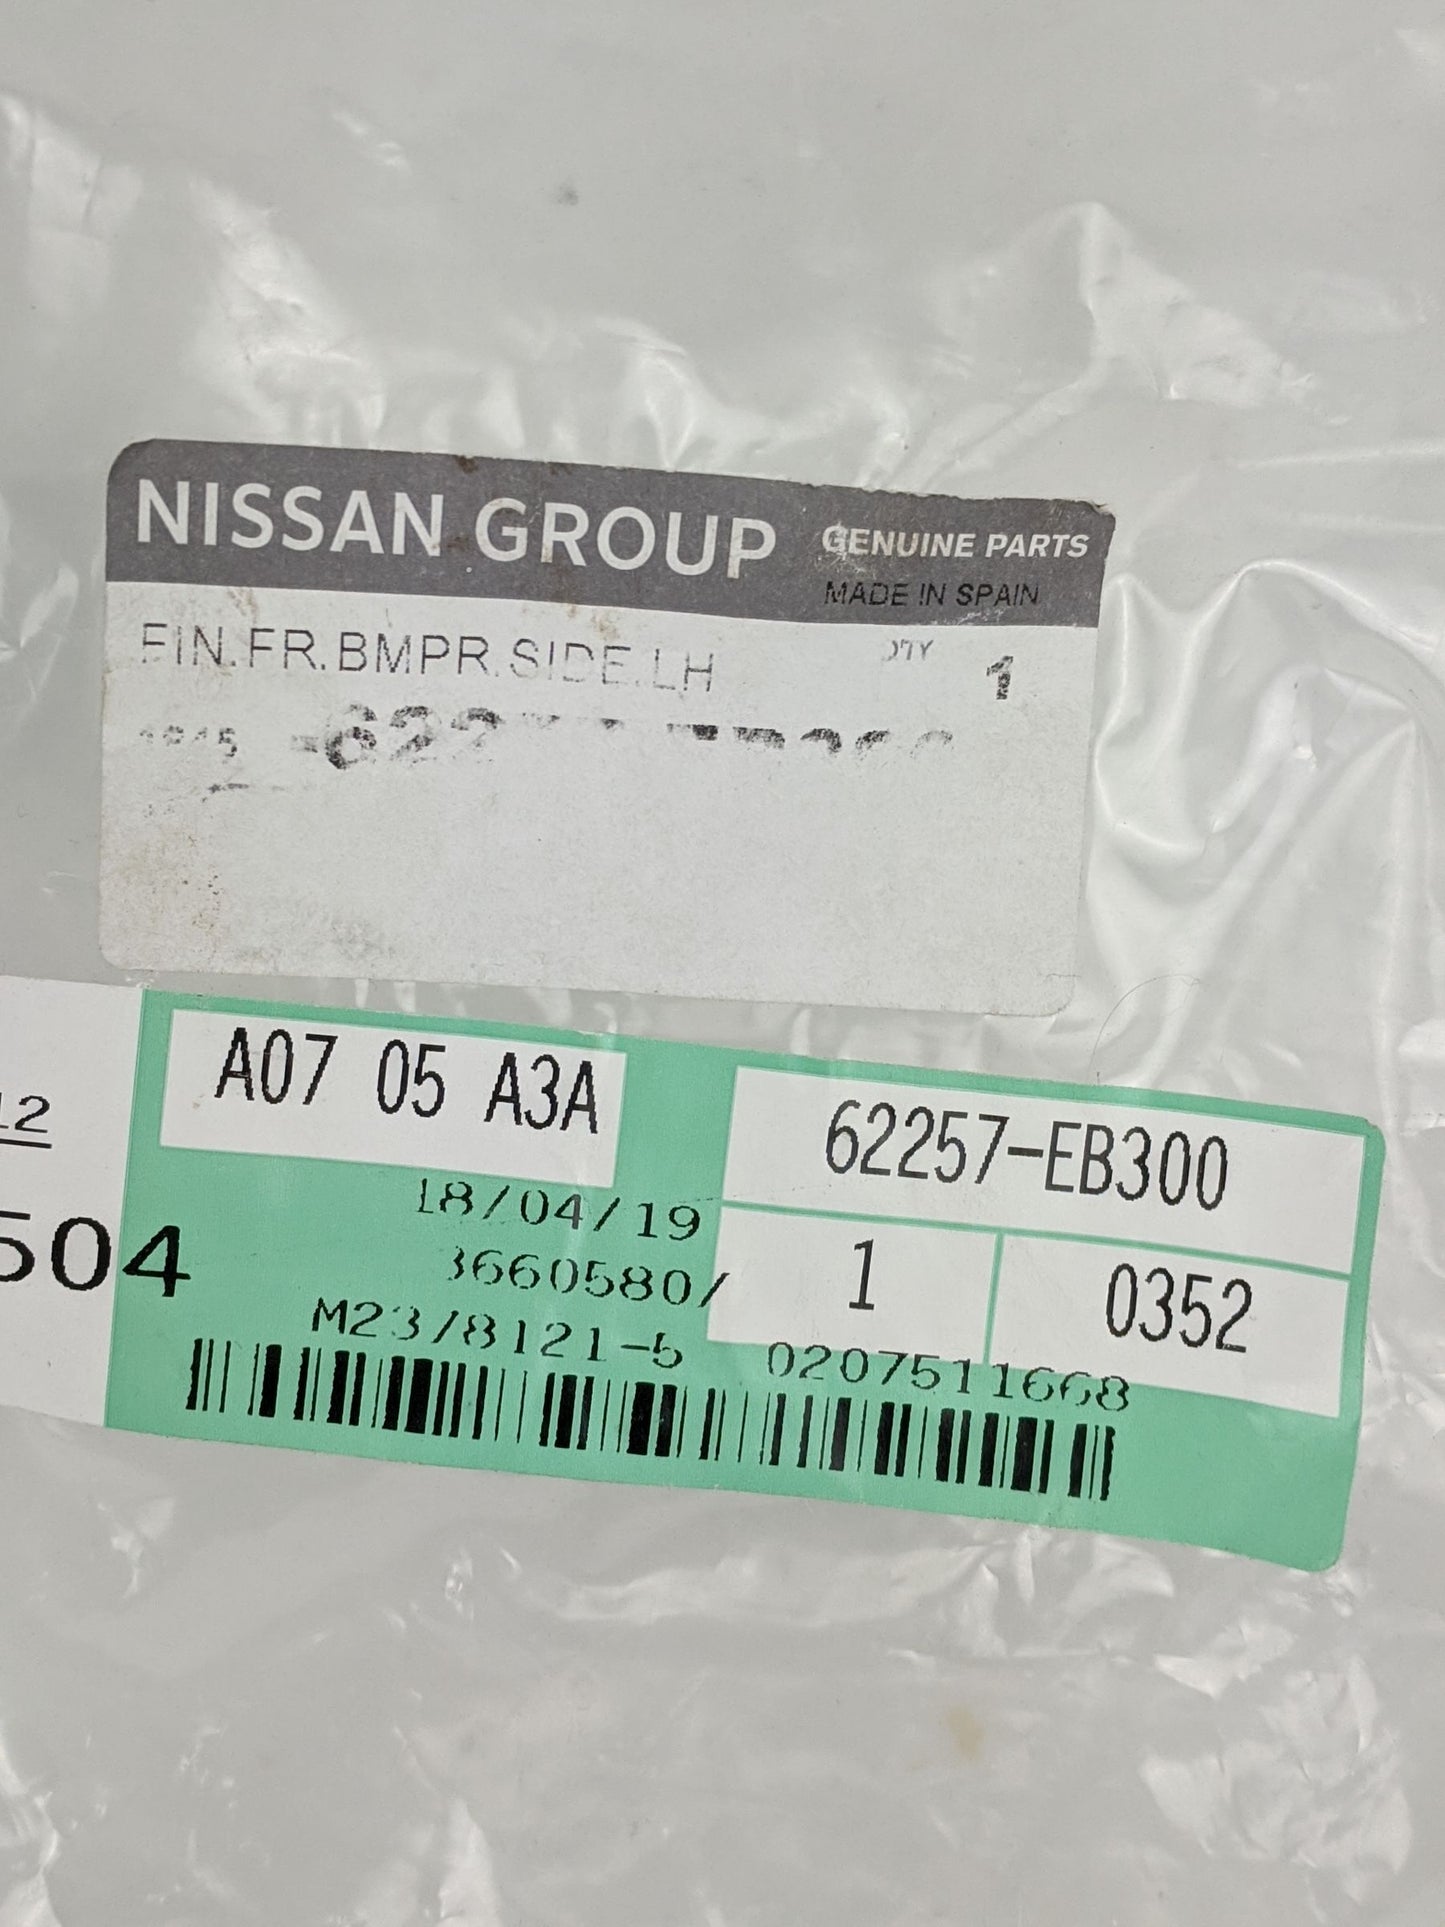 NISSAN GROUP GENUINE PARTS
MADE IN SPAIN
FIN.FR.BMPR.SIDE.LH 1
A07 05 A3A
62257-EB300
18/04/19
1 0352
504
M23/8121-5
0207511668